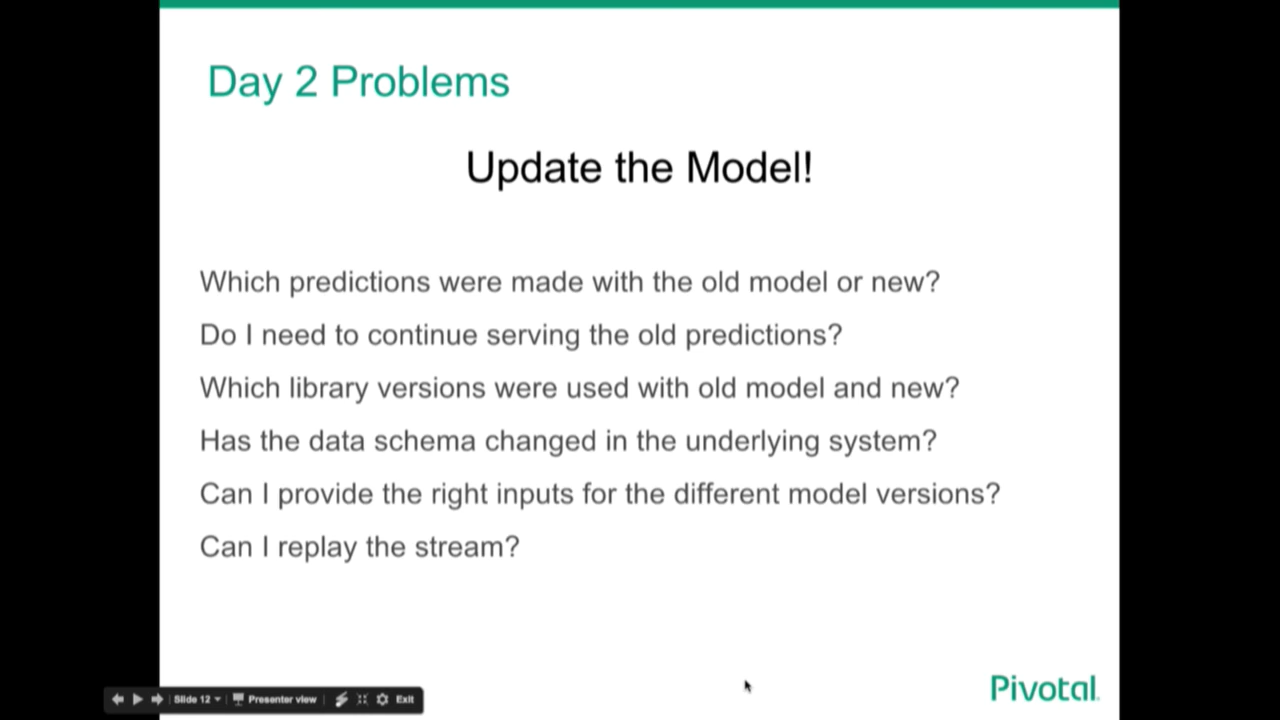 Day 2 Problems
Update the Model!
Which predictions were made with the old model or new?
Do I need to continue serving the old predictions?
Which library versions were used with old model and new?
Has the data schema changed in the underlying system?
Can I provide the right inputs for the different model versions?
Can I replay the stream?
Slide 12 Presenter view Exit
Pivotal.